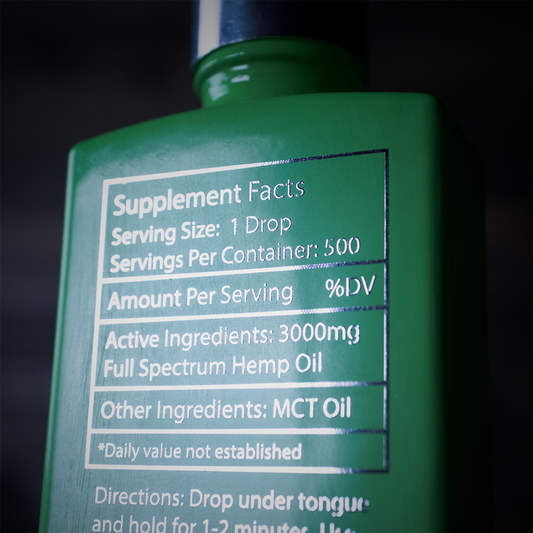 Supplement Facts
Serving Size: 1 Drop
Servings Per Container: 500
Amount Per Serving %DV
Active Ingredients: 3000mg
Full Spectrum Hemp Oil
Other Ingredients: MCT Oil
*Daily value not established
Directions: Drop under tongue
and hold for 1-2 minutes. Use